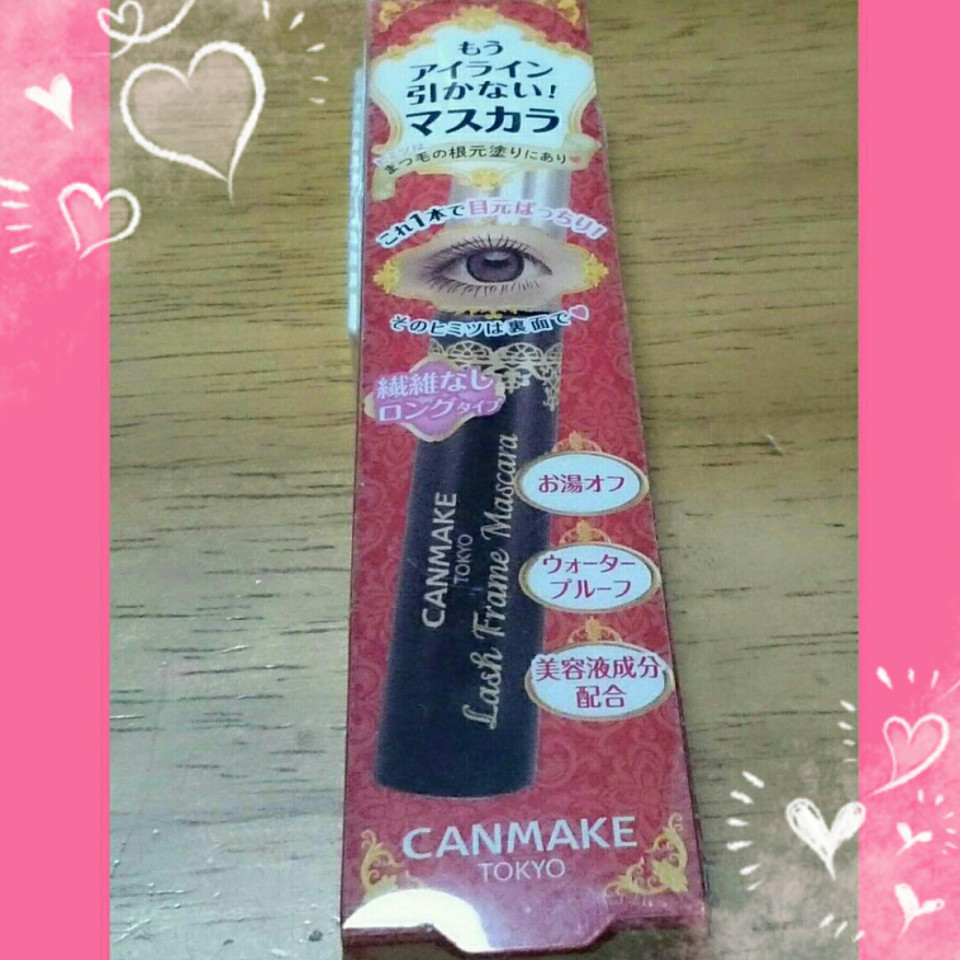 もう
アイライン
引かない!
マスカラ
ヒミツは
まつ毛の根元塗りにあり
これ1本で目元ぱっちり!
そのヒミツは裏面で
繊維なし
ロングタイプ
CANMAKE
TOKYO
Lash Frame Mascara
お湯オフ
ウォーター
プルーフ
美容液成分
配合
CANMAKE
TOKYO